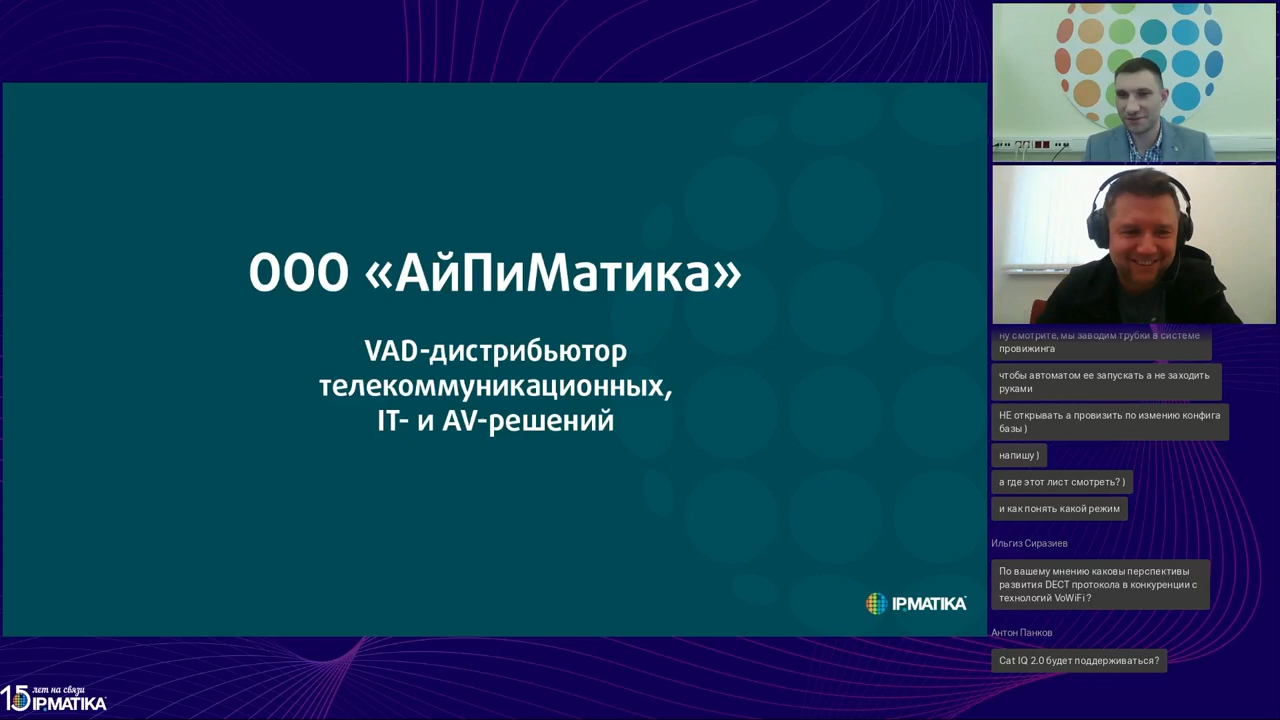 ООО «АйПиМатика»
VAD-дистрибьютор
телекоммуникационных,
IT- и AV-решений
IPMATIKA
15 лет на связи
IPMATIKA
ну смотрите, мы заводим трубки в системе
провижинга
чтобы автоматом ее запускать а не заходить
руками
НЕ открывать а провизить по измению конфига
базы )
напишу )
а где этот лист смотреть? )
и как понять какой режим
Ильгиз Сиразиев
По вашему мнению каковы перспективы
развития DECT протокола в конкуренции с
технологий VoWiFi ?
Антон Панков
Cat IQ 2.0 будет поддерживаться?